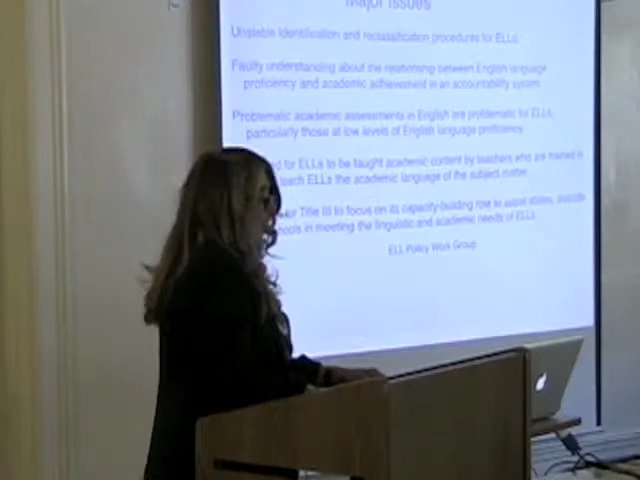 Major Issues
Unstable identification and reclassification procedures for ELLs.
Faulty understanding about the relationship between English language
proficiency and academic achievement in an accountability system.
Problematic academic assessments in English are problematic for ELLs,
particularly those at low levels of English language proficiency.
for ELLs to be taught academic content by teachers who are trained in
teach ELLs the academic language of the subject matter.
for Title III to focus on its capacity-building role to assist states, districts
in meeting the linguistic and academic needs of ELLs.
ELL Policy Work Group